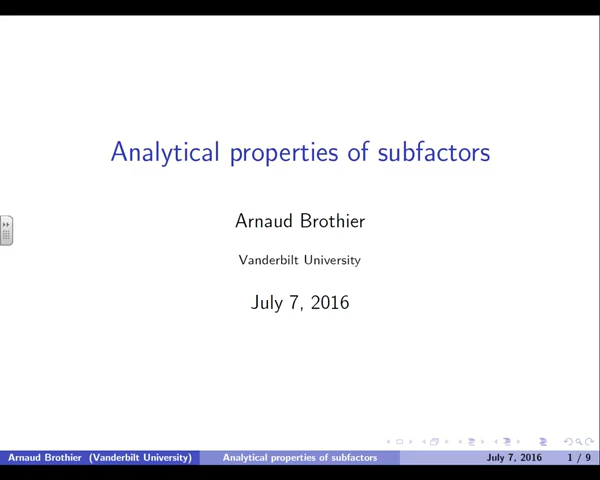 Analytical properties of subfactors
Arnaud Brothier
Vanderbilt University
July 7, 2016
Arnaud Brothier (Vanderbilt University) Analytical properties of subfactors July 7, 2016 1 / 9